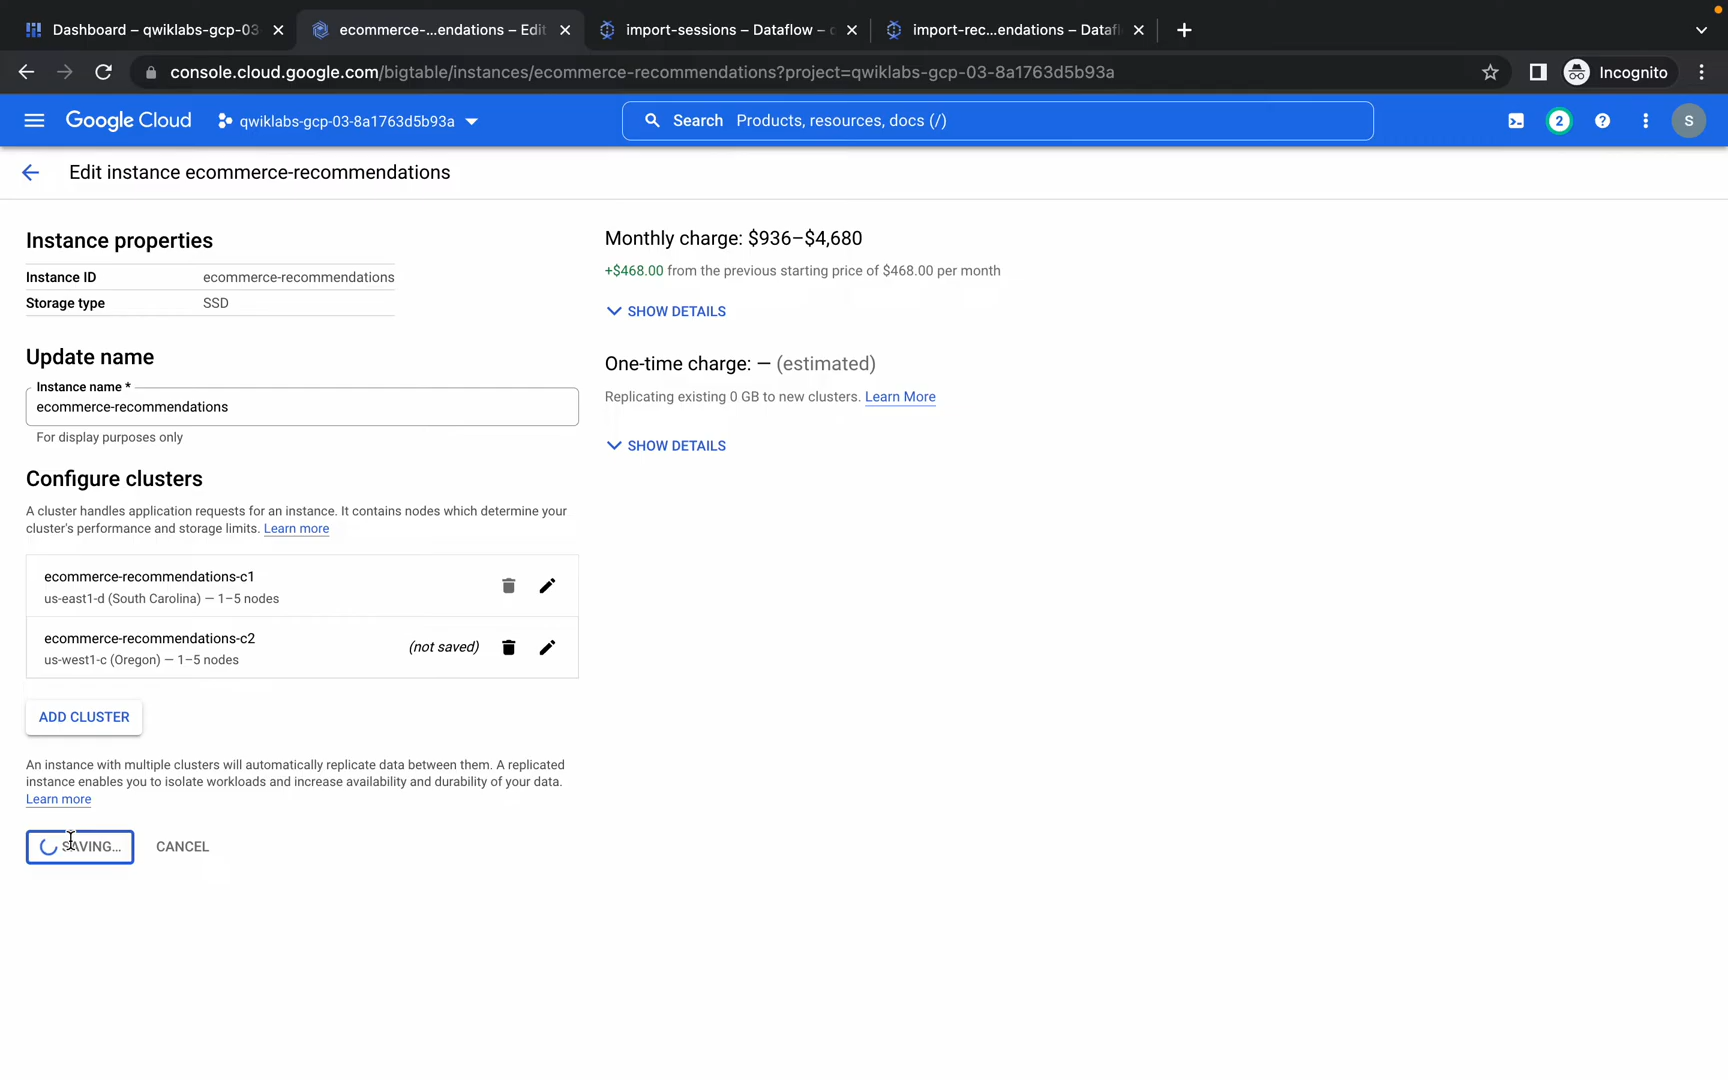 Dashboard – qwiklabs-gcp-03
ecommerce-...endations – Edit
import-sessions – Dataflow –
import-rec...endations – Datafl
console.cloud.google.com/bigtable/instances/ecommerce-recommendations?project=qwiklabs-gcp-03-8a1763d5b93a
Incognito
Google Cloud
qwiklabs-gcp-03-8a1763d5b93a
Search Products, resources, docs (/)
2
S
Edit instance ecommerce-recommendations
Instance properties
Instance ID ecommerce-recommendations
Storage type SSD
Update name
Instance name *
ecommerce-recommendations
For display purposes only
Configure clusters
A cluster handles application requests for an instance. It contains nodes which determine your
cluster's performance and storage limits. Learn more
ecommerce-recommendations-c1
us-east1-d (South Carolina) — 1–5 nodes
ecommerce-recommendations-c2
(not saved)
us-west1-c (Oregon) — 1–5 nodes
ADD CLUSTER
An instance with multiple clusters will automatically replicate data between them. A replicated
instance enables you to isolate workloads and increase availability and durability of your data.
Learn more
SAVING...
CANCEL
Monthly charge: $936–$4,680
+$468.00 from the previous starting price of $468.00 per month
SHOW DETAILS
One-time charge: — (estimated)
Replicating existing 0 GB to new clusters. Learn More
SHOW DETAILS